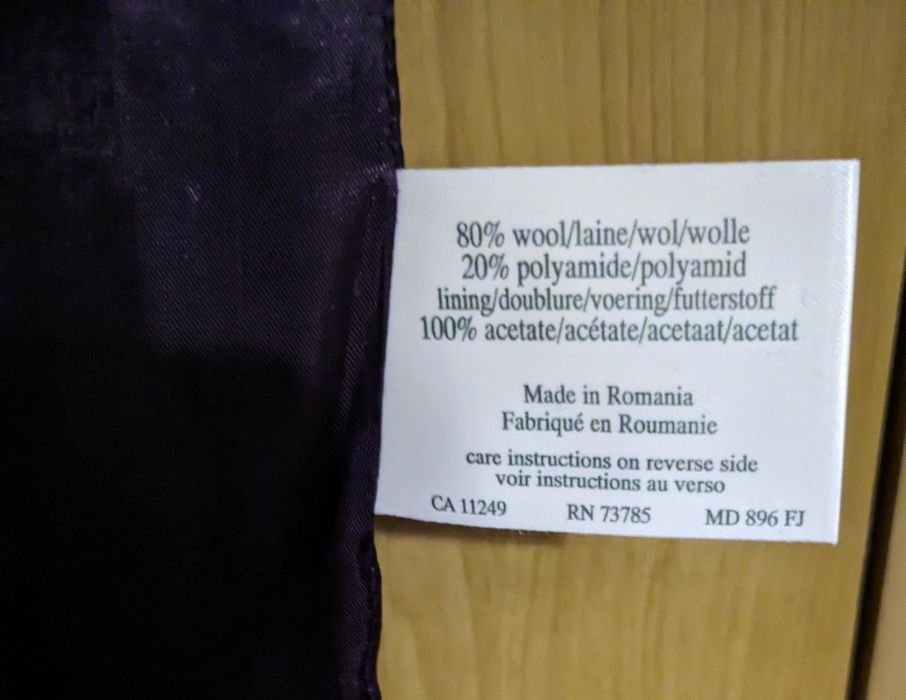 80% wool/laine/wol/wolle
20% polyamide/polyamid
lining/doublure/voering/futterstoff
100% acetate/acétate/acetaat/acetat
Made in Romania
Fabriqué en Roumanie
care instructions on reverse side
voir instructions au verso
CA 11249 RN 73785 MD 896 FJ